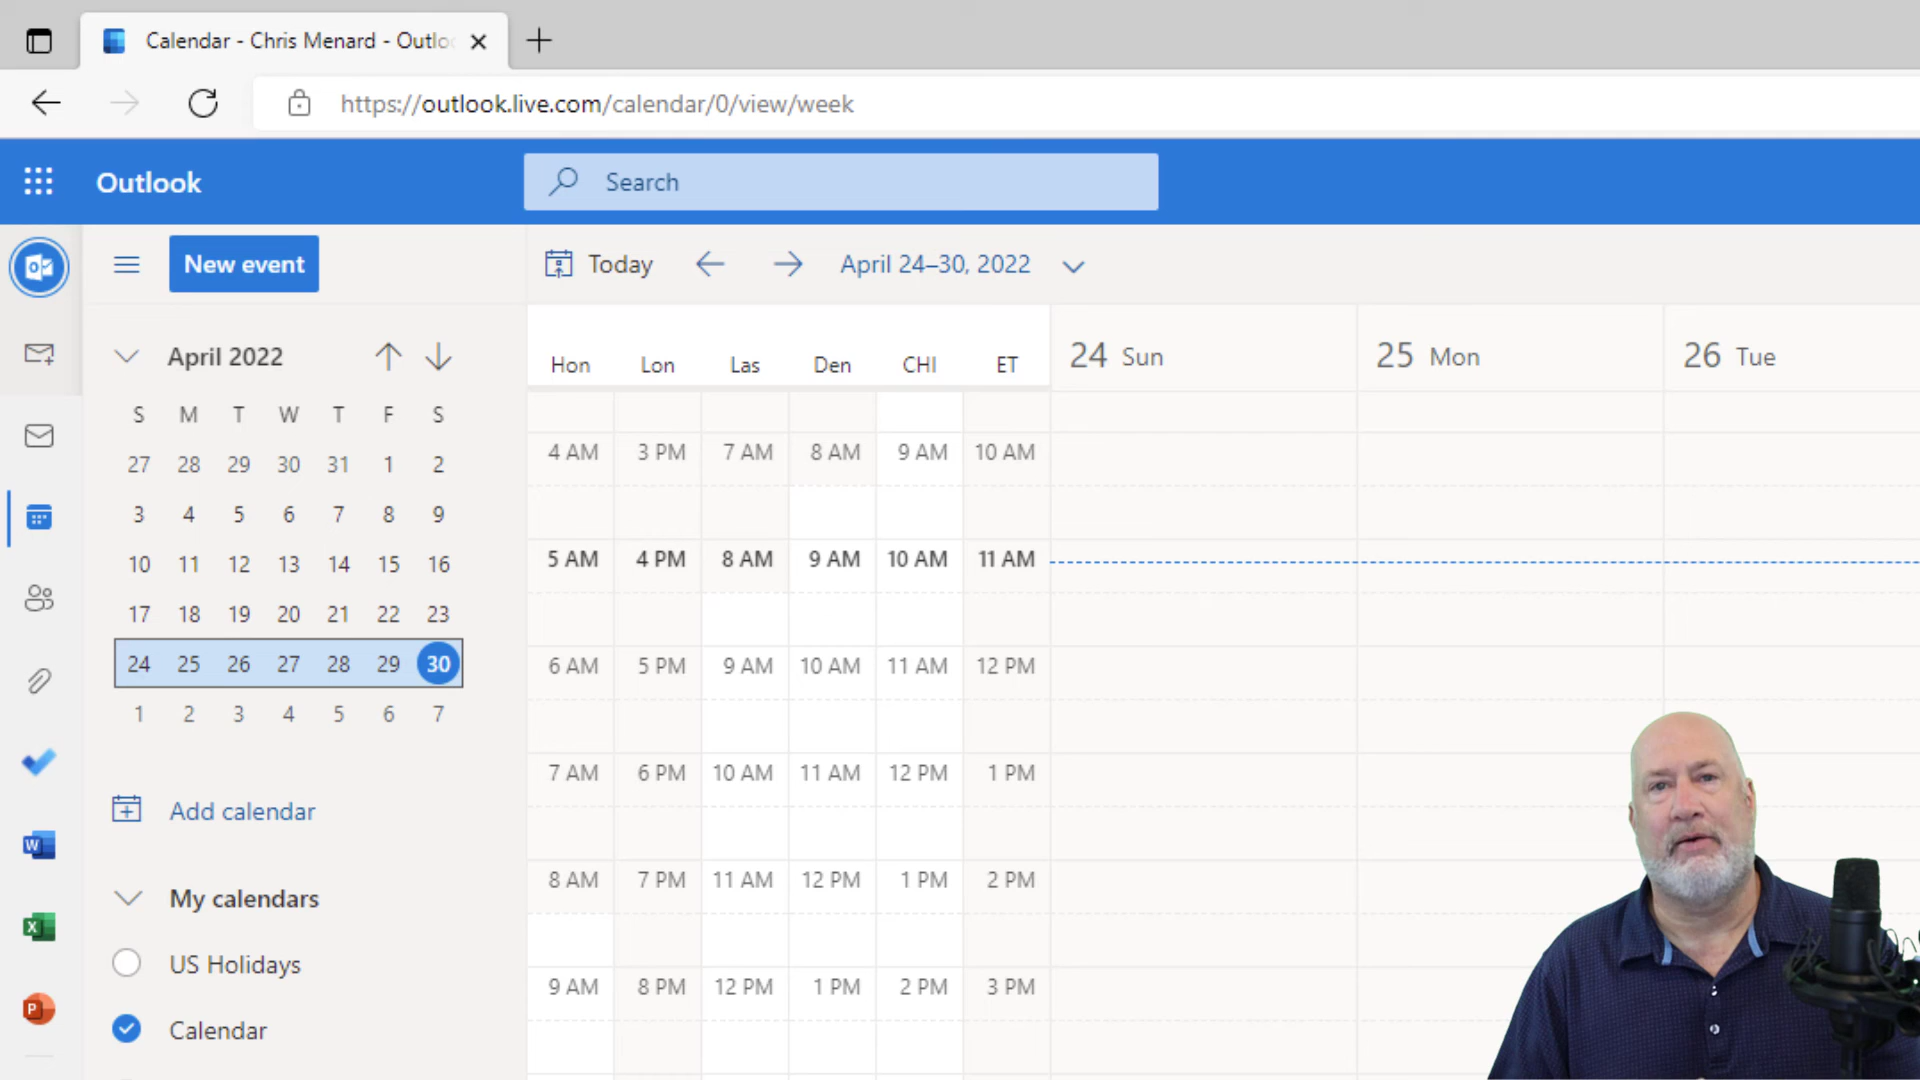 Calendar - Chris Menard - Outlo
https://outlook.live.com/calendar/0/view/week
Outlook
Search
New event
Today
April 24–30, 2022
April 2022
S M T W T F S
27 28 29 30 31 1 2
3 4 5 6 7 8 9
10 11 12 13 14 15 16
17 18 19 20 21 22 23
24 25 26 27 28 29 30
1 2 3 4 5 6 7
Add calendar
My calendars
US Holidays
Calendar
Hon Lon Las Den CHI ET 24 Sun 25 Mon 26 Tue
4 AM 3 PM 7 AM 8 AM 9 AM 10 AM
5 AM 4 PM 8 AM 9 AM 10 AM 11 AM
6 AM 5 PM 9 AM 10 AM 11 AM 12 PM
7 AM 6 PM 10 AM 11 AM 12 PM 1 PM
8 AM 7 PM 11 AM 12 PM 1 PM 2 PM
9 AM 8 PM 12 PM 1 PM 2 PM 3 PM
W
X
P